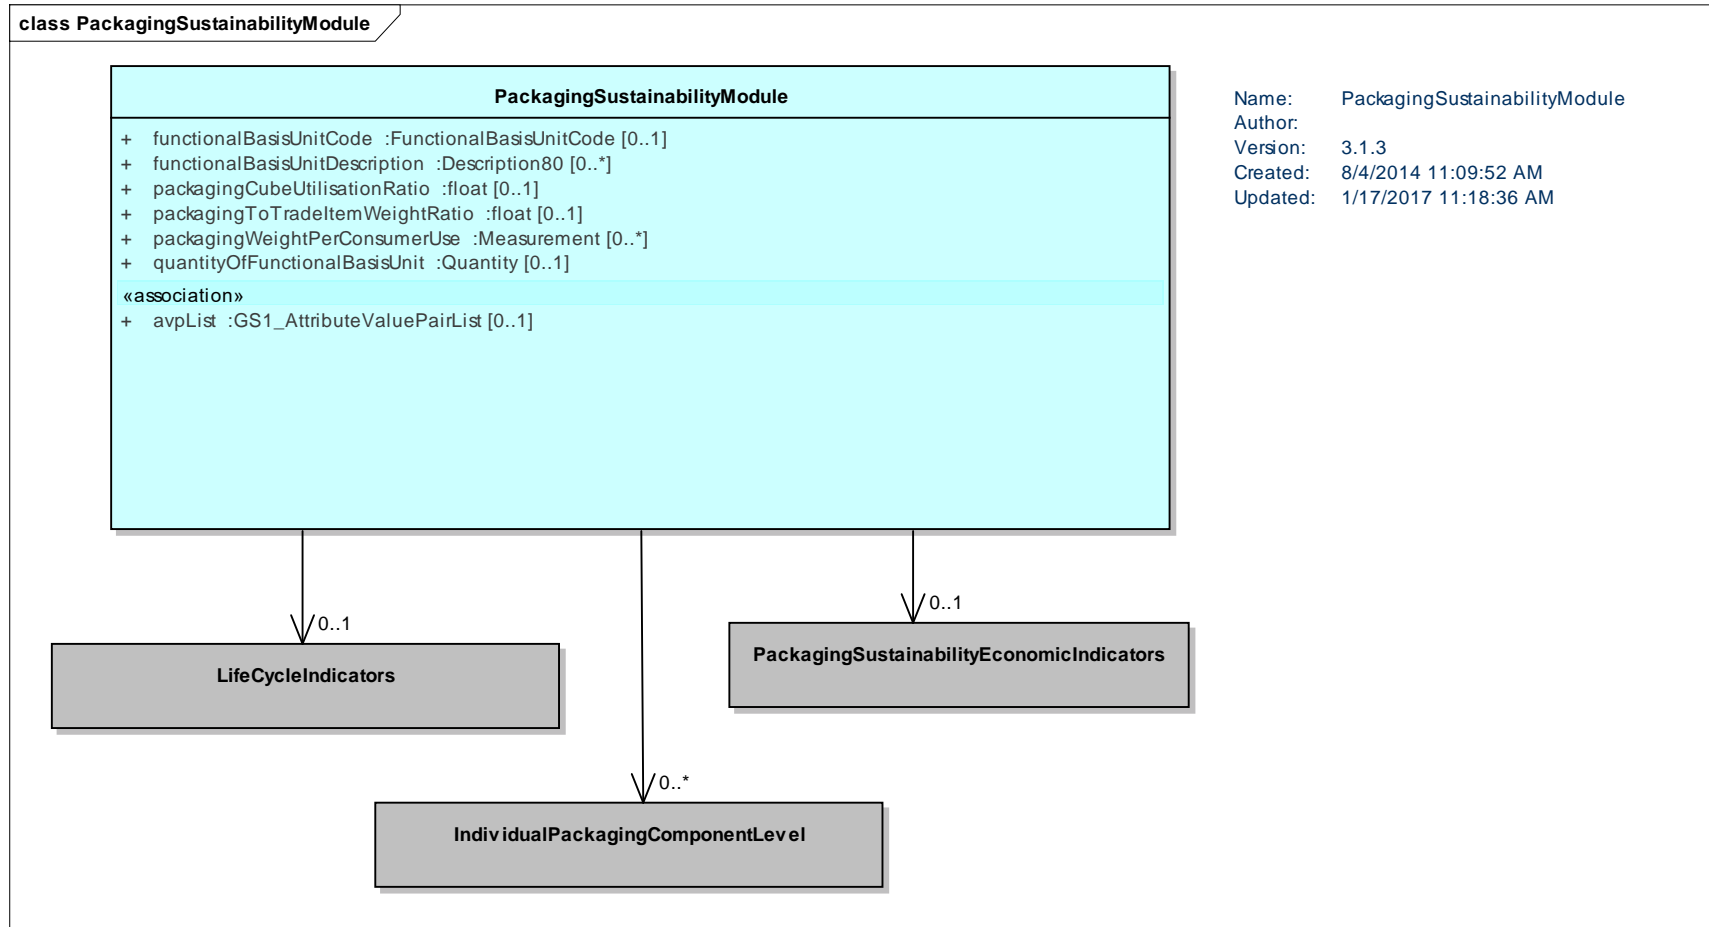 class PackagingSustainabilityModule
PackagingSustainabilityModule
+ functionalBasisUnitCode :FunctionalBasisUnitCode [0..1]
+ functionalBasisUnitDescription :Description80 [0..*]
+ packagingCubeUtilisationRatio :float [0..1]
+ packagingToTradeItemWeightRatio :float [0..1]
+ packagingWeightPerConsumerUse :Measurement [0..*]
+ quantityOfFunctionalBasisUnit :Quantity [0..1]
«association»
+ avpList :GS1_AttributeValuePairList [0..1]
Name: PackagingSustainabilityModule
Author:
Version: 3.1.3
Created: 8/4/2014 11:09:52 AM
Updated: 1/17/2017 11:18:36 AM
0..1
LifeCycleIndicators
0..1
PackagingSustainabilityEconomicIndicators
0..*
IndividualPackagingComponentLevel